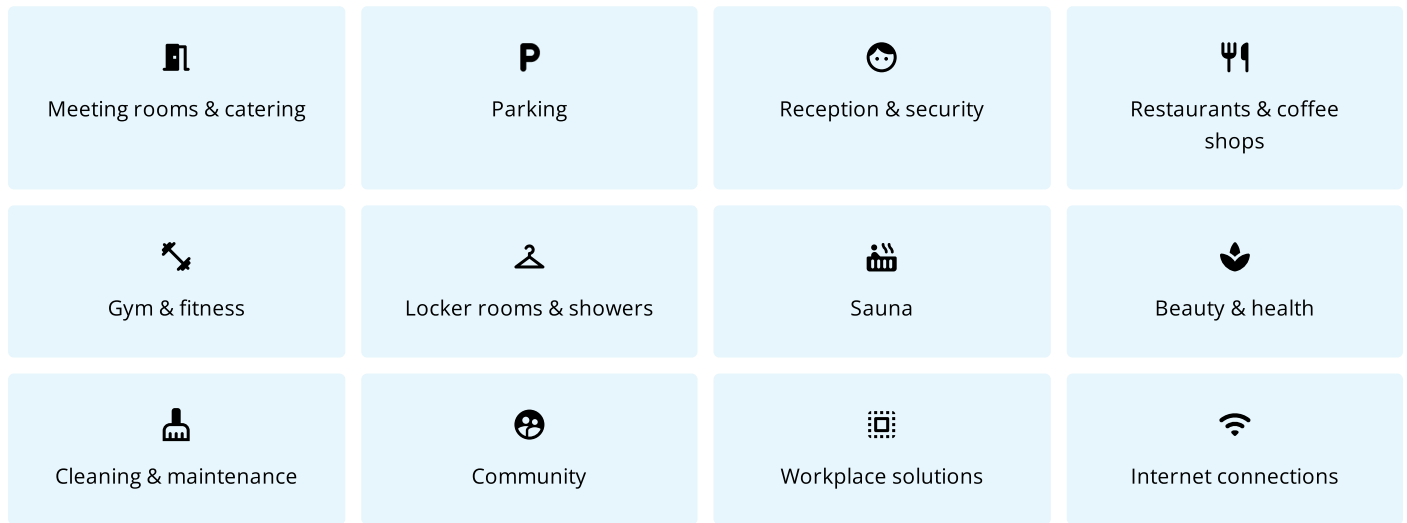 Meeting rooms & catering
Parking
Reception & security
Restaurants & coffee
shops
Gym & fitness
Locker rooms & showers
Sauna
Beauty & health
Cleaning & maintenance
Community
Workplace solutions
Internet connections